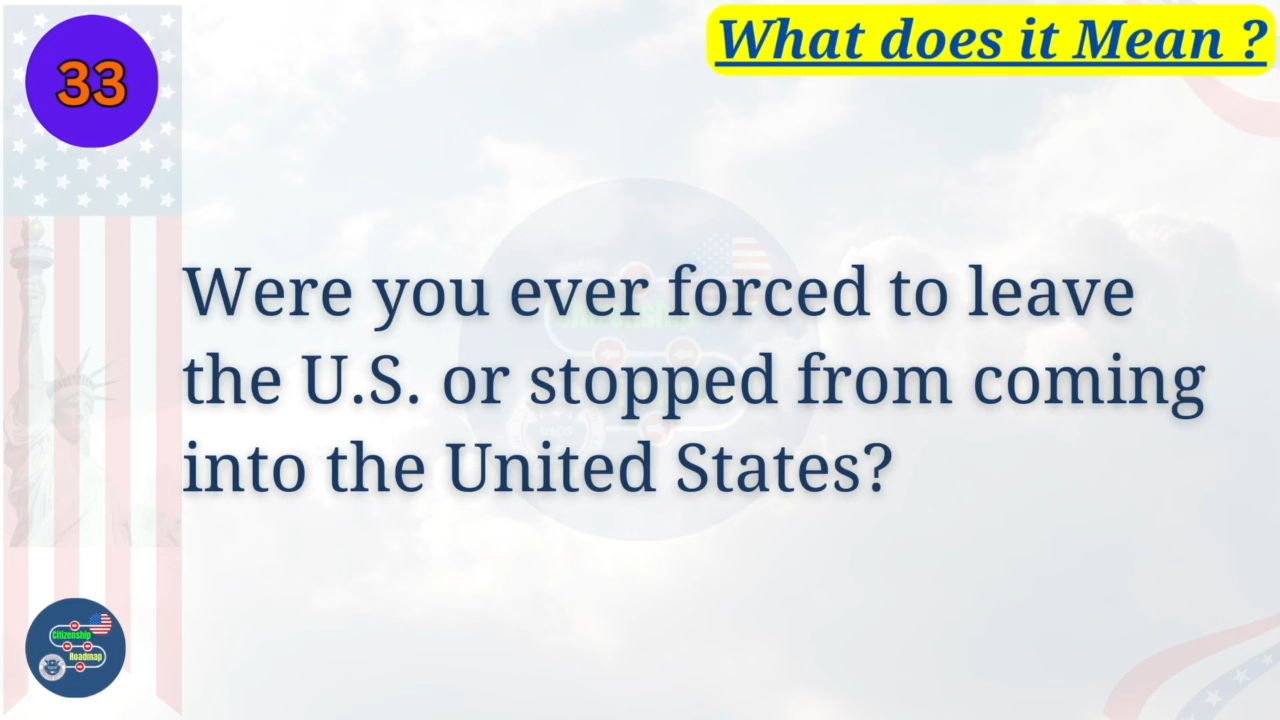 33
What does it Mean ?
Were you ever forced to leave
the U.S. or stopped from coming
into the United States?
Citizenship
Roadmap